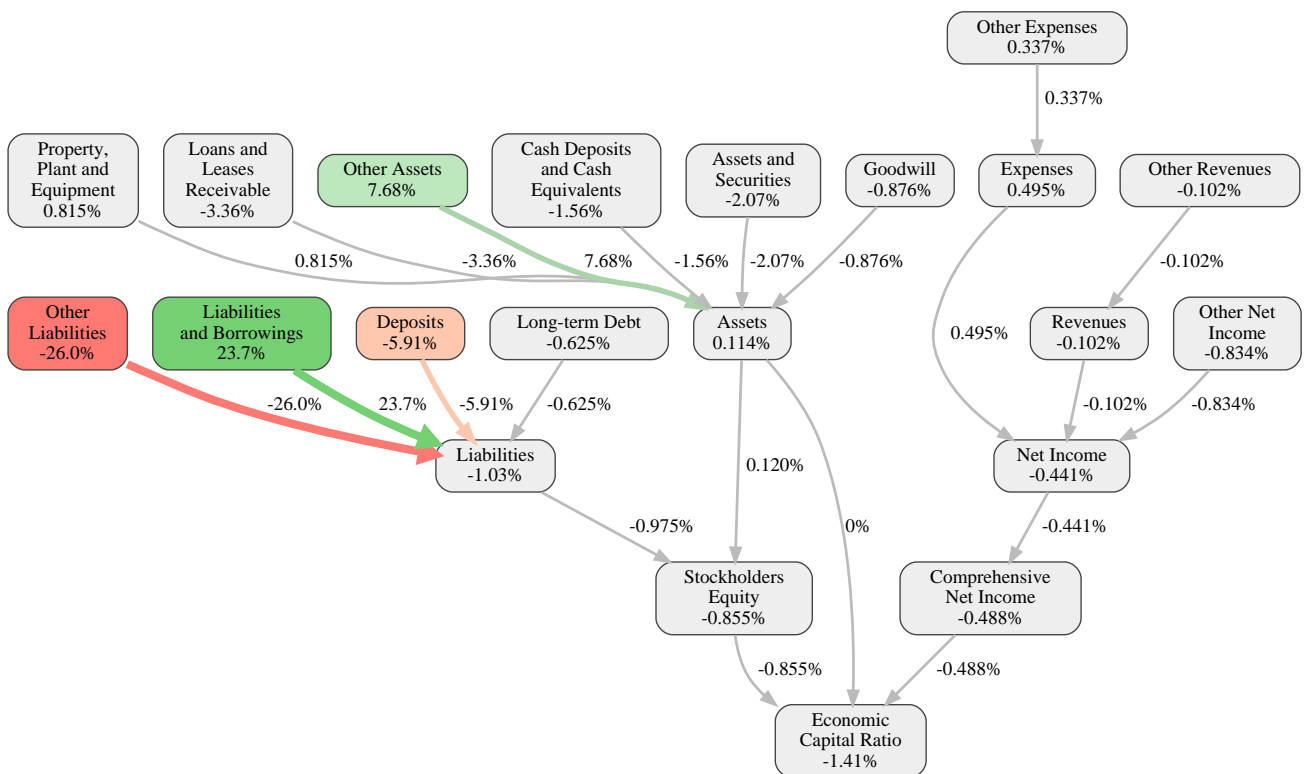 Other Expenses
0.337%
0.337%
Property,
Plant and
Equipment
0.815%
Loans and
Leases
Receivable
-3.36%
Other Assets
7.68%
Cash Deposits
and Cash
Equivalents
-1.56%
Assets and
Securities
-2.07%
Goodwill
-0.876%
Expenses
0.495%
Other Revenues
-0.102%
0.815%
-3.36%
7.68%
-1.56%
-2.07%
-0.876%
-0.102%
Other
Liabilities
-26.0%
Liabilities
and Borrowings
23.7%
Deposits
-5.91%
Long-term Debt
-0.625%
Assets
0.114%
0.495%
Revenues
-0.102%
Other Net
Income
-0.834%
-26.0%
23.7%
-5.91%
-0.625%
-0.102%
-0.834%
Liabilities
-1.03%
0.120%
Net Income
-0.441%
-0.975%
0%
-0.441%
Stockholders
Equity
-0.855%
Comprehensive
Net Income
-0.488%
-0.855%
-0.488%
Economic
Capital Ratio
-1.41%